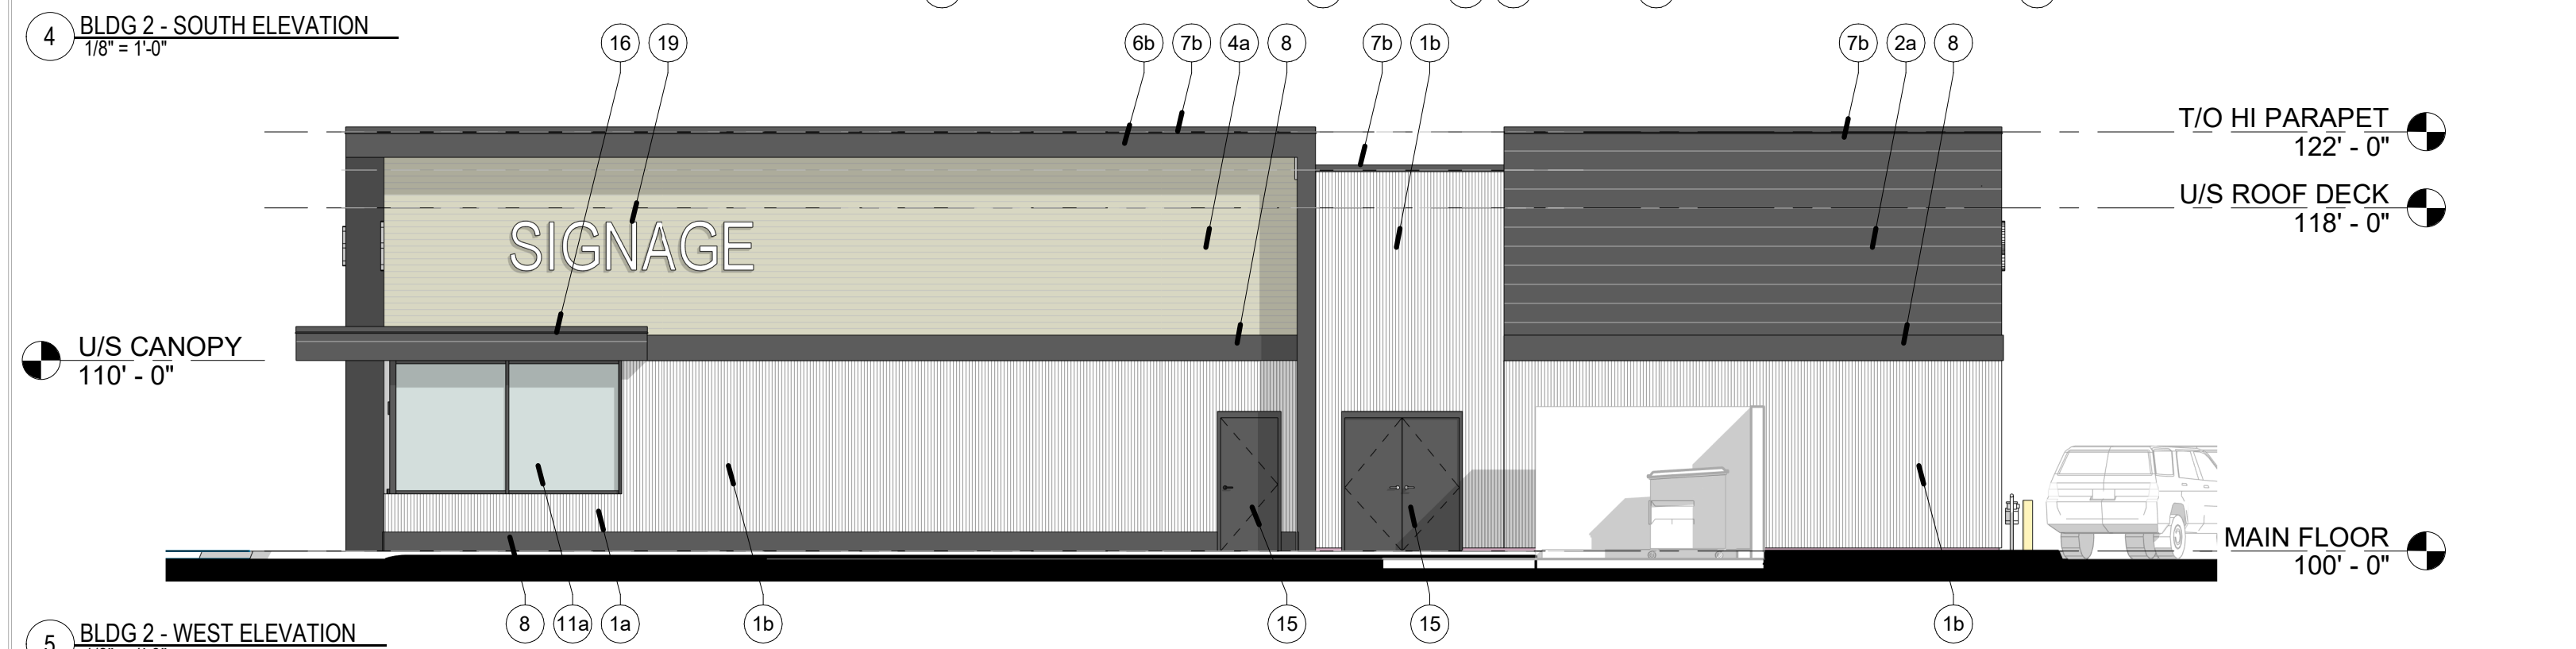 4
BLDG 2 - SOUTH ELEVATION
1/8" = 1'-0"
16
19
6b
7b
4a
8
7b
1b
7b
2a
8
T/O HI PARAPET
122' - 0"
U/S ROOF DECK
118' - 0"
SIGNAGE
U/S CANOPY
110' - 0"
MAIN FLOOR
100' - 0"
8
11a
1a
1b
15
15
1b
5
BLDG 2 - WEST ELEVATION